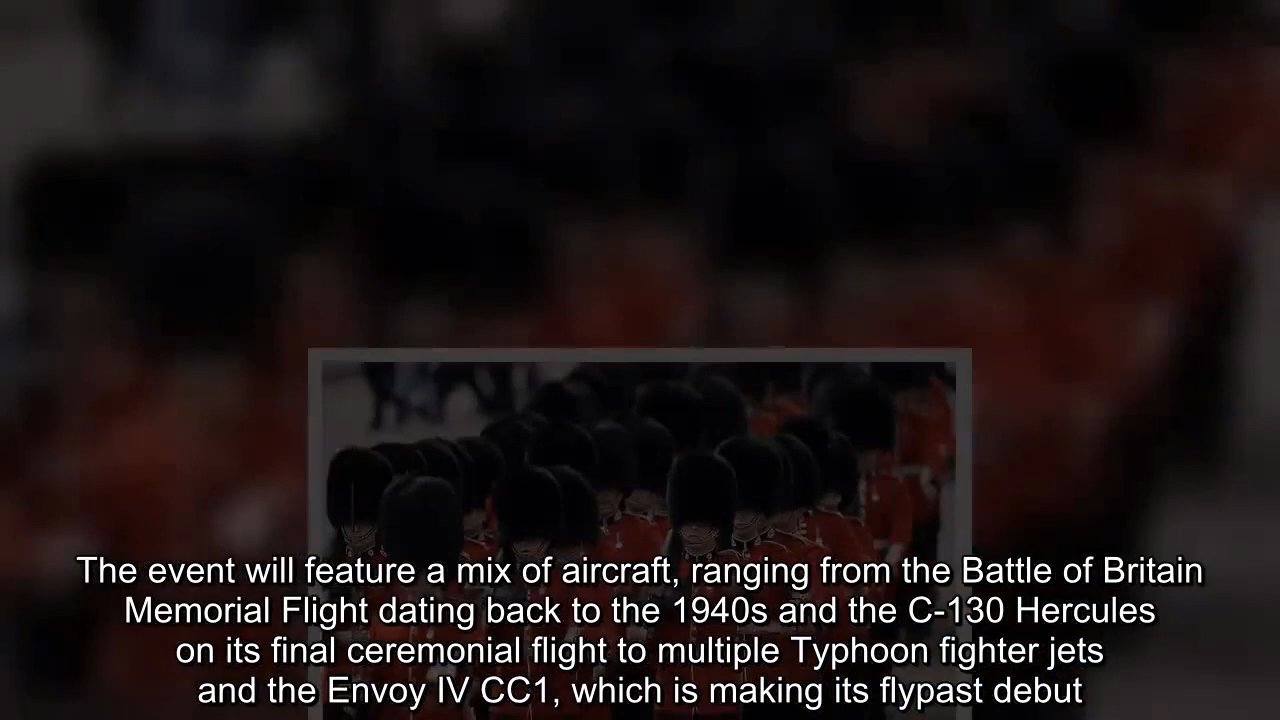 The event will feature a mix of aircraft, ranging from the Battle of Britain
Memorial Flight dating back to the 1940s and the C-130 Hercules
on its final ceremonial flight to multiple Typhoon fighter jets
and the Envoy IV CC1, which is making its flypast debut